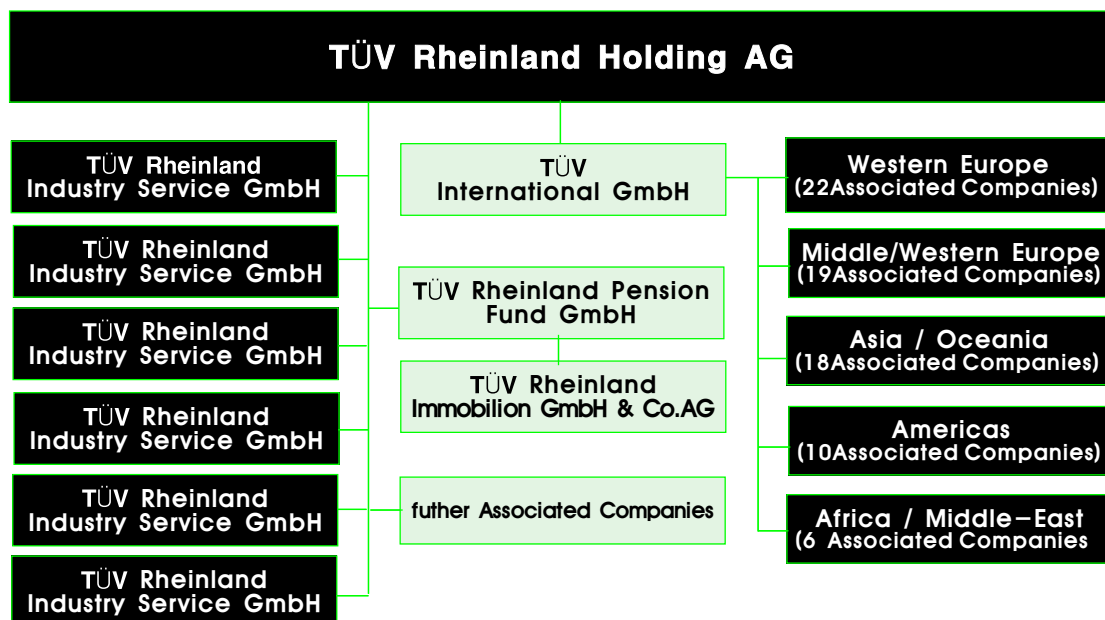 TÜV Rheinland Holding AG
TÜV Rheinland
Industry Service GmbH
TÜV Rheinland
Industry Service GmbH
TÜV Rheinland
Industry Service GmbH
TÜV Rheinland
Industry Service GmbH
TÜV Rheinland
Industry Service GmbH
TÜV Rheinland
Industry Service GmbH
TÜV
International GmbH
TÜV Rheinland Pension
Fund GmbH
TÜV Rheinland
Immobilion GmbH & Co.AG
futher Associated Companies
Western Europe
(22Associated Companies)
Middle/Western Europe
(19Associated Companies)
Asia / Oceania
(18Associated Companies)
Americas
(10Associated Companies)
Africa / Middle-East
(6 Associated Companies